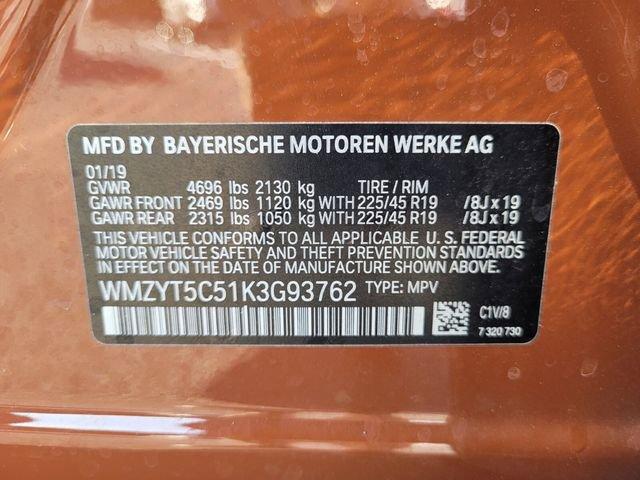 MFD BY BAYERISCHE MOTOREN WERKE AG
01/19
GVWR 4696 lbs 2130 kg TIRE / RIM
GAWR FRONT 2469 lbs 1120 kg WITH 225/45 R19 /8J x 19
GAWR REAR 2315 lbs 1050 kg WITH 225/45 R19 /8J x 19
THIS VEHICLE CONFORMS TO ALL APPLICABLE U. S. FEDERAL
MOTOR VEHICLE SAFETY AND THEFT PREVENTION STANDARDS
IN EFFECT ON THE DATE OF MANUFACTURE SHOWN ABOVE.
WMZYT5C51K3G93762 TYPE: MPV
C1V/8
7 320 730